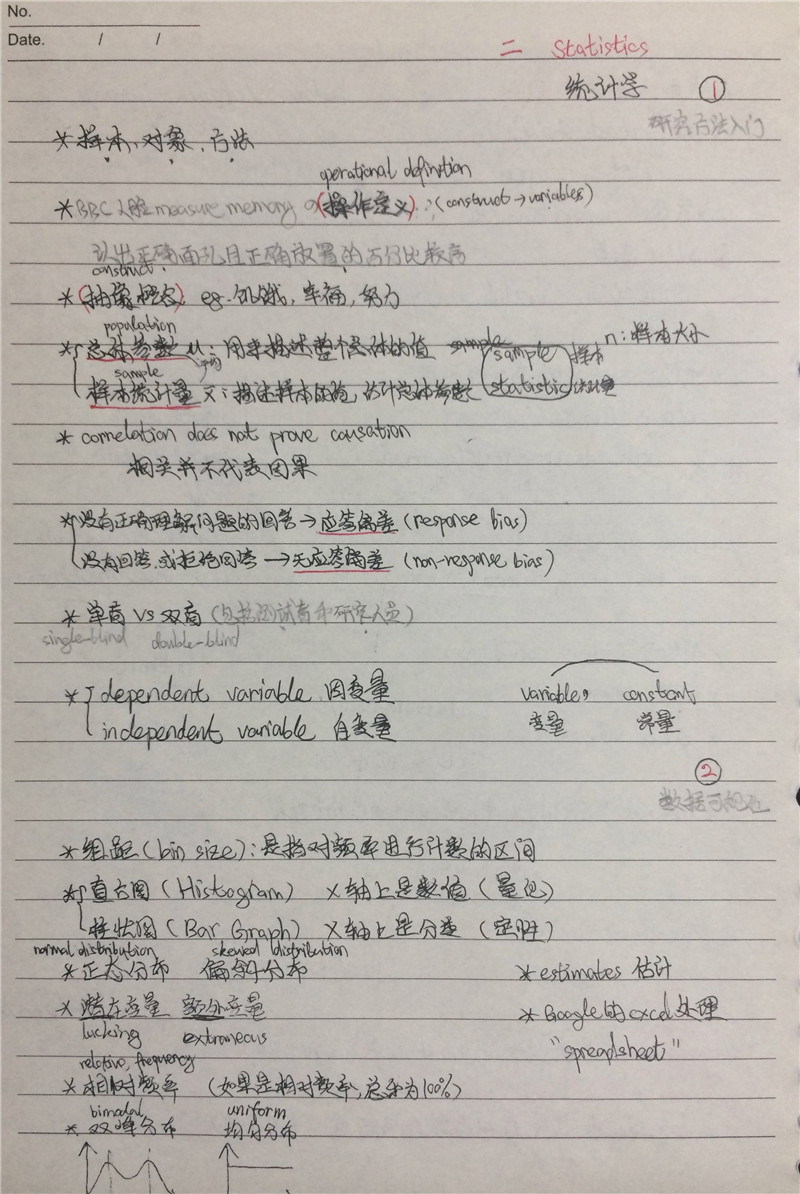 No.
Date. / /
二 Statistics
统计学 ①
研究方法入门
* 样本, 对象, 方法
operational definition
* BBC 人脸 measure memory の(操作定义): (construct → variables)
认出正确面孔且正确放置的百分比较高
construct
* (抽象概念) eg. 饥饿, 幸福, 努力
population
* 总体参数 μ: 用来描述整个总体的值 sample statistic 样本统计量 n: 样本大小
sample 平均
样本统计量 x̄: 描述样本的值, 估计总体参数
* correlation does not prove causation
相关并不代表因果
* 没有正确理解问题的回答 → 应答偏差 (response bias)
没有回答, 或拒绝回答 → 无应答偏差 (non-response bias)
* 单盲 VS 双盲 (包括测试者和研究人员)
single-blind double-blind
* dependent variable 因变量 variable, constant
independent variable 自变量 变量 常量
②
数据可视化
* 组距 (bin size): 是指对频率进行计数的区间
* 直方图 (Histogram) X轴上是数值 (量化)
柱状图 (Bar Graph) X轴上是分类 (定性)
normal distribution skewed distribution
* 正态分布 偏斜分布 * estimates 估计
* 潜在变量 额外变量 * Google的excel处理
lucking extraneous "spreadsheet"
relative, frequency
* 相对频率 (如果是相对频率, 总和为100%)
bimodal uniform
* 双峰分布 均匀分布